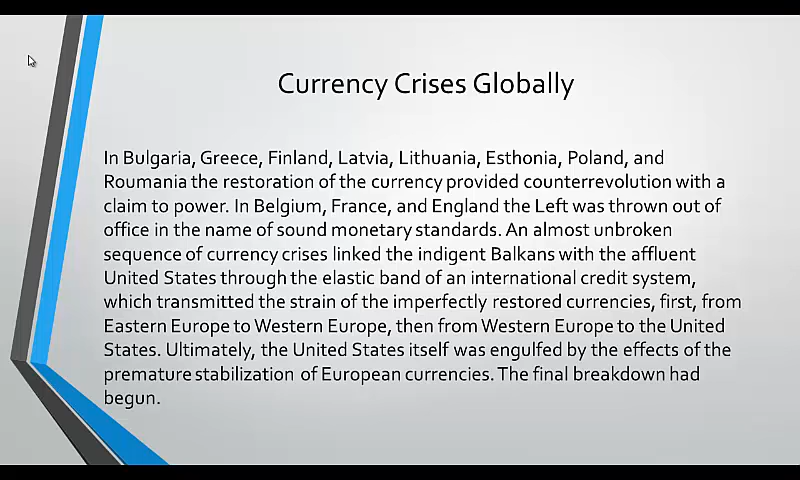 Currency Crises Globally
In Bulgaria, Greece, Finland, Latvia, Lithuania, Esthonia, Poland, and
Roumania the restoration of the currency provided counterrevolution with a
claim to power. In Belgium, France, and England the Left was thrown out of
office in the name of sound monetary standards. An almost unbroken
sequence of currency crises linked the indigent Balkans with the affluent
United States through the elastic band of an international credit system,
which transmitted the strain of the imperfectly restored currencies, first, from
Eastern Europe to Western Europe, then from Western Europe to the United
States. Ultimately, the United States itself was engulfed by the effects of the
premature stabilization of European currencies. The final breakdown had
begun.